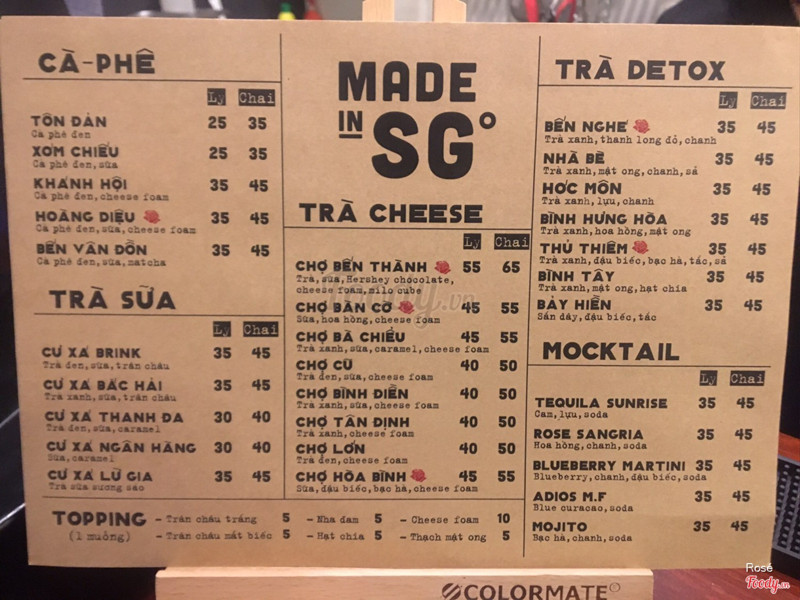 CÀ-PHÊ
Ly Chai
TÔN ĐẢN 25 35
Cà phê đen
XÓM CHIẾU 25 35
Cà phê đen, sữa
KHÁNH HỘI 35 45
Cà phê đen, cheese foam
HOÀNG DIỆU 35 45
Cà phê đen, sữa, cheese foam
BẾN VÂN ĐỒN 35 45
Cà phê đen, sữa, matcha
TRÀ SỮA
Ly Chai
CƯ XÁ BRINK 35 45
Trà đen, sữa, trân châu
CƯ XÁ BẮC HẢI 35 45
Trà xanh, sữa, trân châu
CƯ XÁ THANH ĐA 30 40
Trà đen, sữa, caramel
CƯ XÁ NGÂN HÀNG 30 40
Sữa, caramel
CƯ XÁ LỮ GIA 35 45
Trà sữa sương sáo
MADE
IN SG°
TRÀ CHEESE
Ly Chai
CHỢ BẾN THÀNH 55 65
Trà, sữa, Hershey chocolate,
cheese foam, milo cube
CHỢ BÀN CỜ 45 55
Sữa, hoa hồng, cheese foam
CHỢ BÀ CHIỂU 45 55
Trà xanh, sữa, caramel, cheese foam
CHỢ CŨ 40 50
Trà đen, sữa, cheese foam
CHỢ BÌNH ĐIỀN 40 50
Trà xanh, sữa, cheese foam
CHỢ TÂN ĐỊNH 40 50
Trà xanh, cheese foam
CHỢ LỚN 40 50
Trà đen, cheese foam
CHỢ HÒA BÌNH 45 55
Sữa, đậu biếc, bạc hà, cheese foam
TRÀ DETOX
Ly Chai
BẾN NGHÉ 35 45
Trà xanh, thanh long đỏ, chanh
NHÀ BÈ 35 45
Trà xanh, mật ong, chanh, sả
HÓC MÔN 35 45
Trà xanh, lựu, chanh
BÌNH HƯNG HÒA 35 45
Trà xanh, hoa hồng, mật ong
THỦ THIÊM 35 45
Trà xanh, đậu biếc, bạc hà, tắc, sả
BÌNH TÂY 35 45
Trà xanh, mật ong, hạt chia
BẢY HIỀN 35 45
Sắn dây, đậu biếc, tắc
MOCKTAIL
Ly Chai
TEQUILA SUNRISE 35 45
Cam, lựu, soda
ROSE SANGRIA 35 45
Hoa hồng, chanh, soda
BLUEBERRY MARTINI 35 45
Blueberry, chanh, đậu biếc, soda
ADIOS M.F 35 45
Blue curacao, soda
MOJITO 35 45
Bạc hà, chanh, soda
TOPPING - Trân châu trắng 5 - Nha đam 5 - Cheese foam 10
(1 muỗng) - Trân châu mắt biếc 5 - Hạt chia 5 - Thạch mật ong 5
COLORMATE
Rosé
Foody.vn